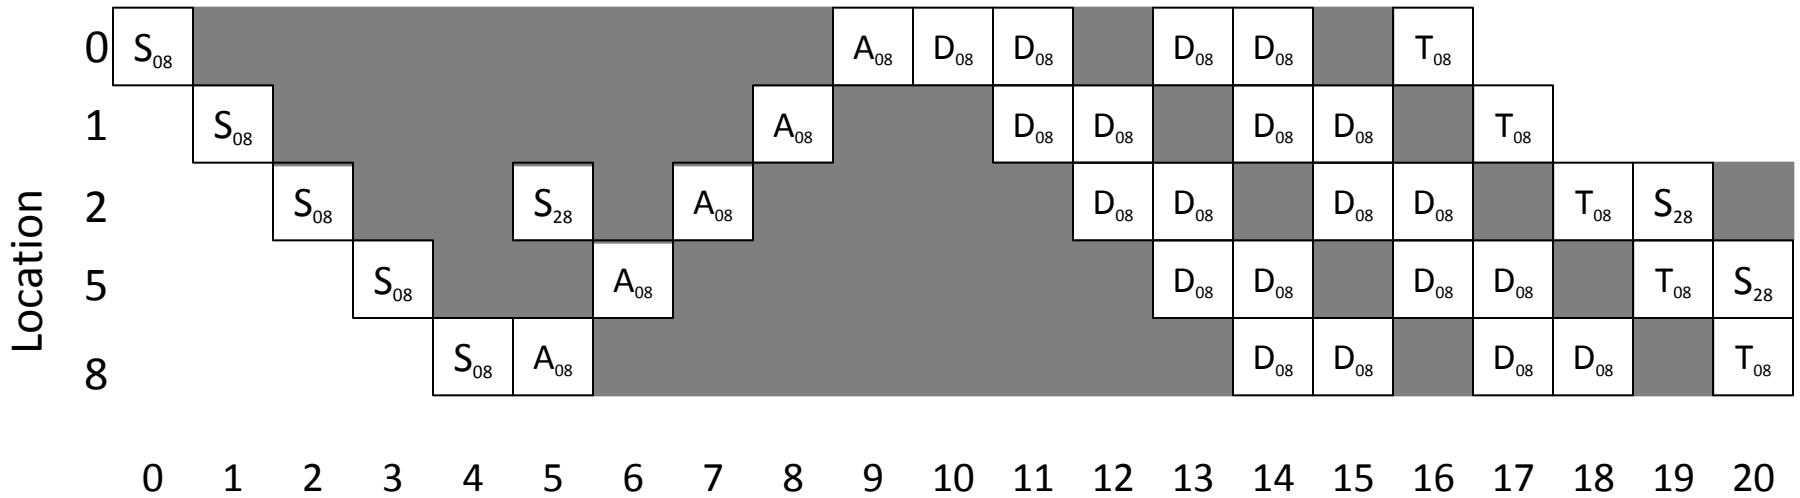 0 S08 A08 D08 D08 D08 D08 T08
1 S08 A08 D08 D08 D08 D08 T08
2 S08 S28 A08 D08 D08 D08 D08 T08 S28
5 S08 A08 D08 D08 D08 D08 T08 S28
8 S08 A08 D08 D08 D08 D08 T08
Location
0 1 2 3 4 5 6 7 8 9 10 11 12 13 14 15 16 17 18 19 20